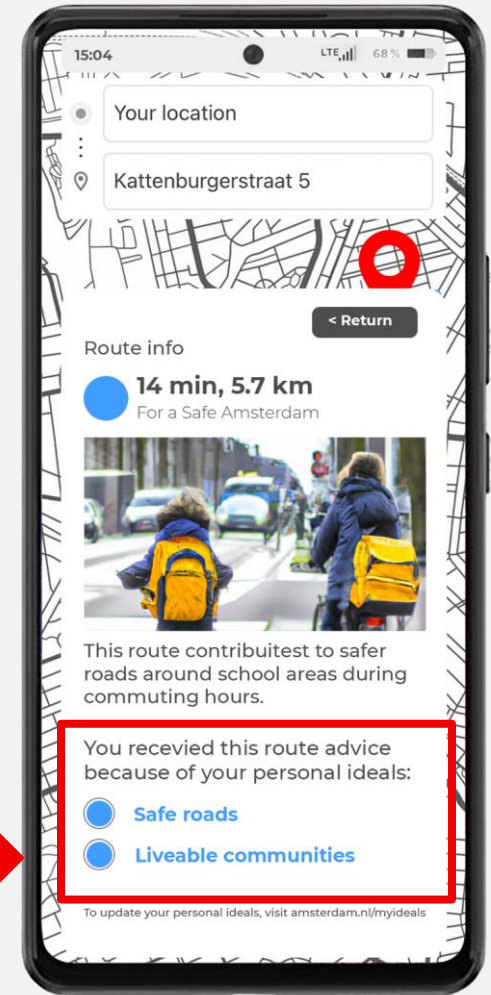 15:04 LTE 68%
Your location
Kattenburgerstraat 5
< Return
Route info
14 min, 5.7 km
For a Safe Amsterdam
This route contribuitest to safer
roads around school areas during
commuting hours.
You recevied this route advice
because of your personal ideals:
Safe roads
Liveable communities
To update your personal ideals, visit amsterdam.nl/myideals